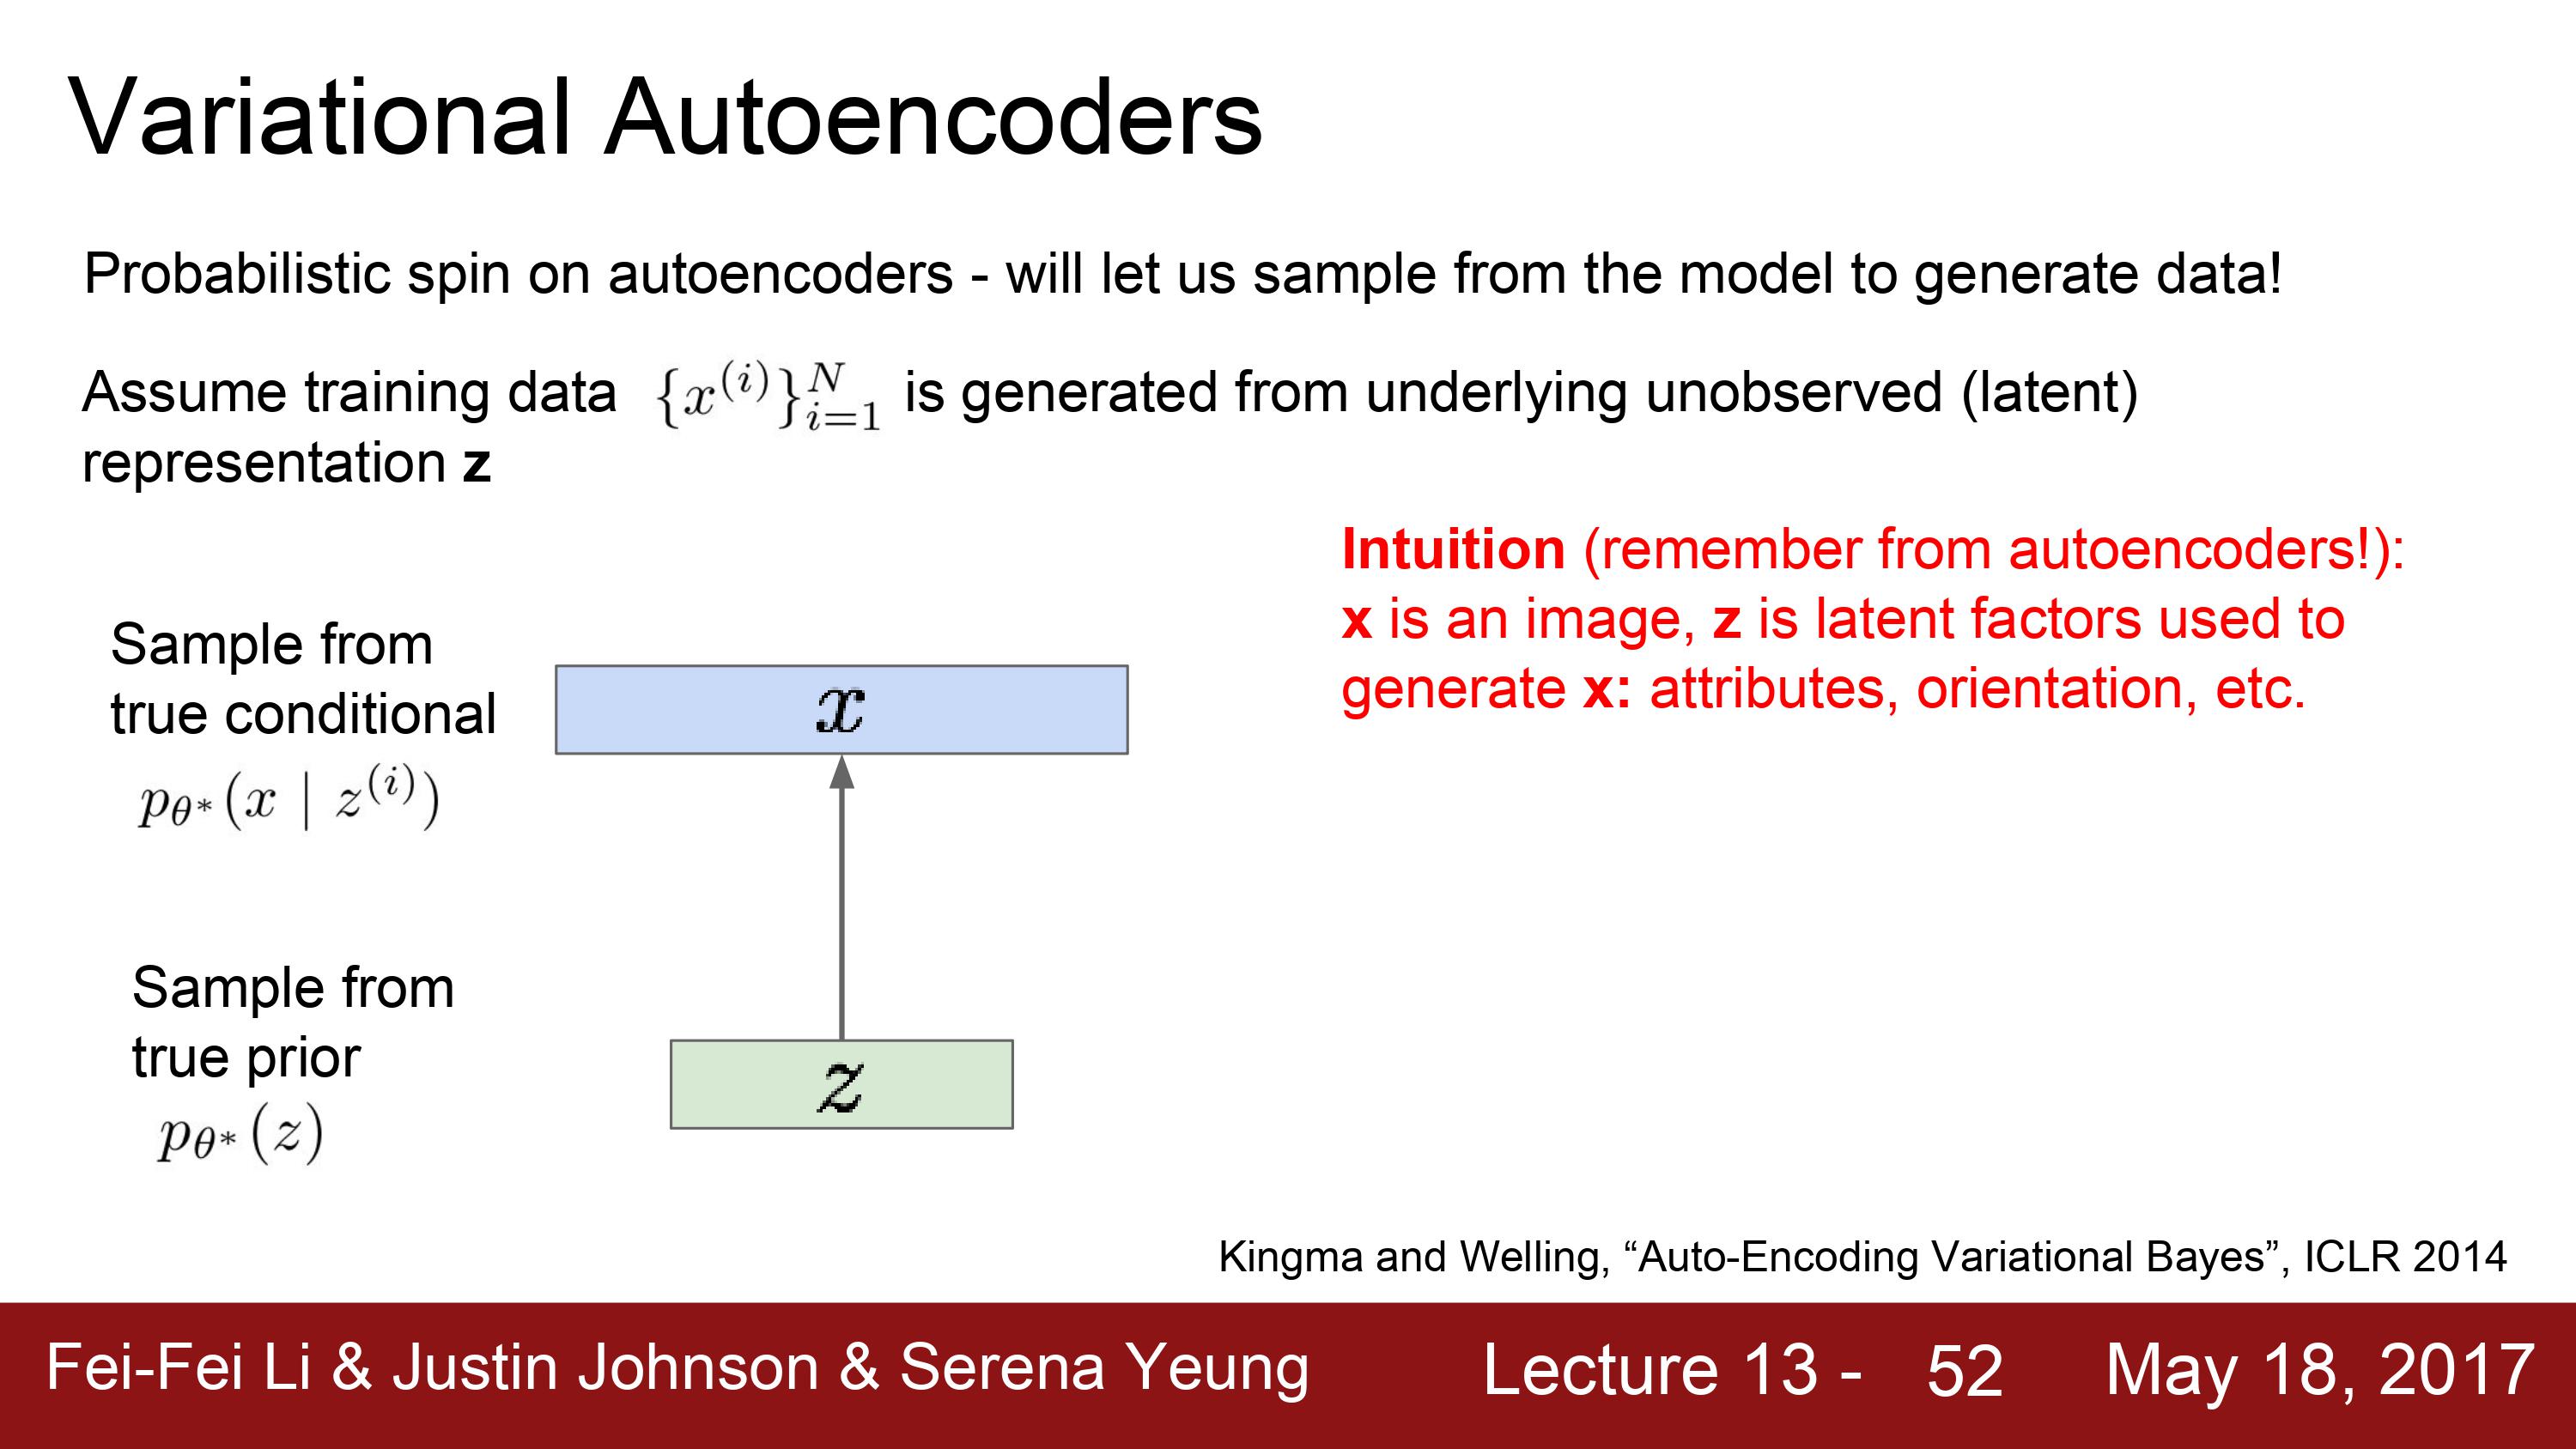 Variational Autoencoders
Probabilistic spin on autoencoders - will let us sample from the model to generate data!
Assume training data $\{x^{(i)}\}_{i=1}^{N}$ is generated from underlying unobserved (latent)
representation z
Intuition (remember from autoencoders!):
x is an image, z is latent factors used to
generate x: attributes, orientation, etc.
Sample from
true conditional
$p_{\theta^*}(x \mid z^{(i)})$
x
Sample from
true prior
$p_{\theta^*}(z)$
z
Kingma and Welling, “Auto-Encoding Variational Bayes”, ICLR 2014
Fei-Fei Li & Justin Johnson & Serena Yeung Lecture 13 - 52 May 18, 2017